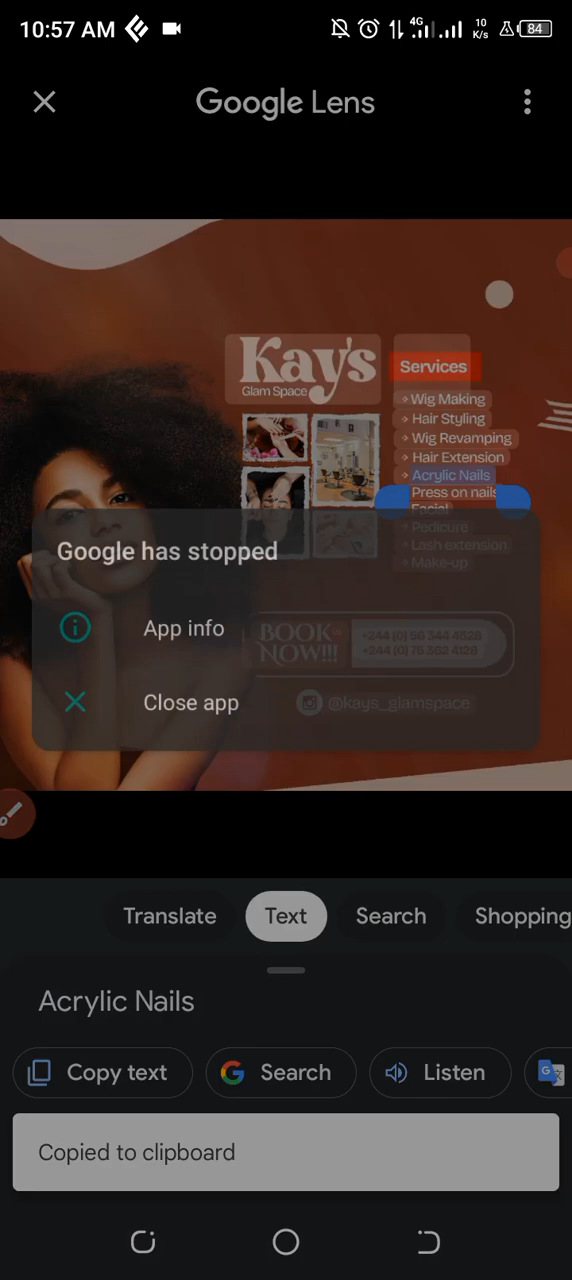 10:57 AM
4G
10
K/s
84
Google Lens
Kay's
Glam Space
Services
Wig Making
Hair Styling
Wig Revamping
Hair Extension
Acrylic Nails
Press on nails
Facial
Pedicure
Lash extension
Make-up
Google has stopped
App info
Close app
BOOK
NOW!!!
+244 (0) 56 344 4528
+244 (0) 75 362 4128
@kays_glamspace
Translate
Text
Search
Shopping
Acrylic Nails
Copy text
Search
Listen
Copied to clipboard